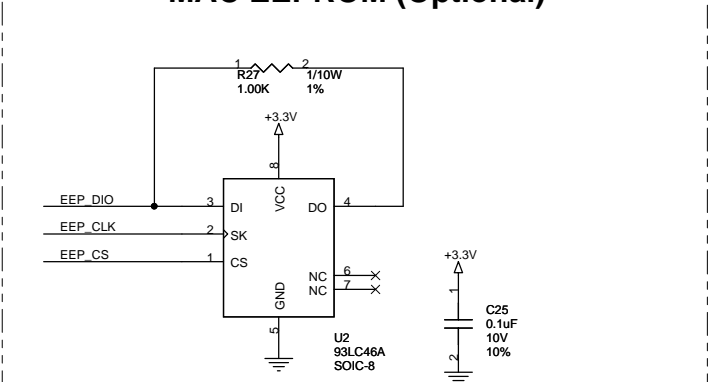 MAC EEPROM (Optional)
1 2
R27 1/10W
1.00K 1%
+3.3V
8
VCC
EEP_DIO 3 DI DO 4
EEP_CLK 2 SK
EEP_CS 1 CS
NC 6
NC 7
GND
5
U2
93LC46A
SOIC-8
+3.3V
1
C25
0.1uF
10V
10%
2